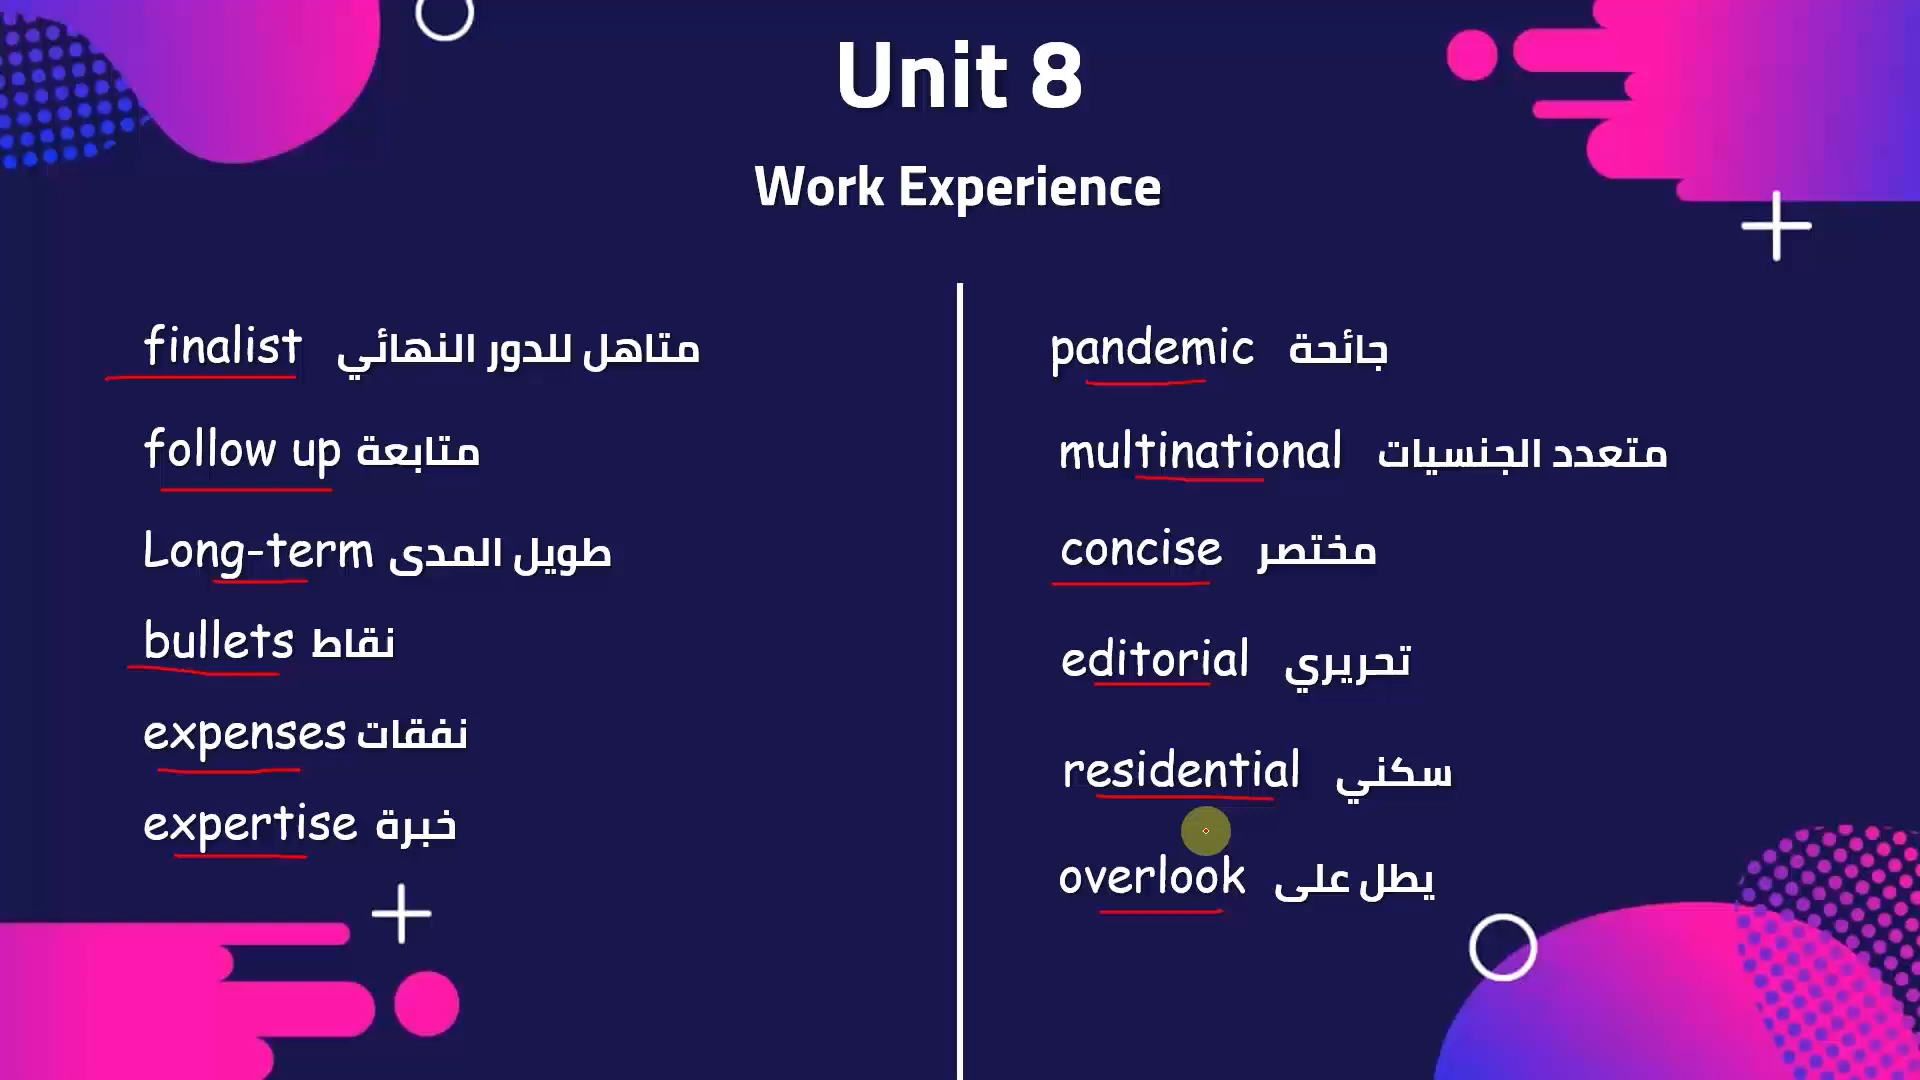 Unit 8
Work Experience
finalist متاهل للدور النهائي
follow up متابعة
Long-term طويل المدى
bullets نقاط
expenses نفقات
expertise خبرة
pandemic جائحة
multinational متعدد الجنسيات
concise مختصر
editorial تحريري
residential سكني
overlook يطل على